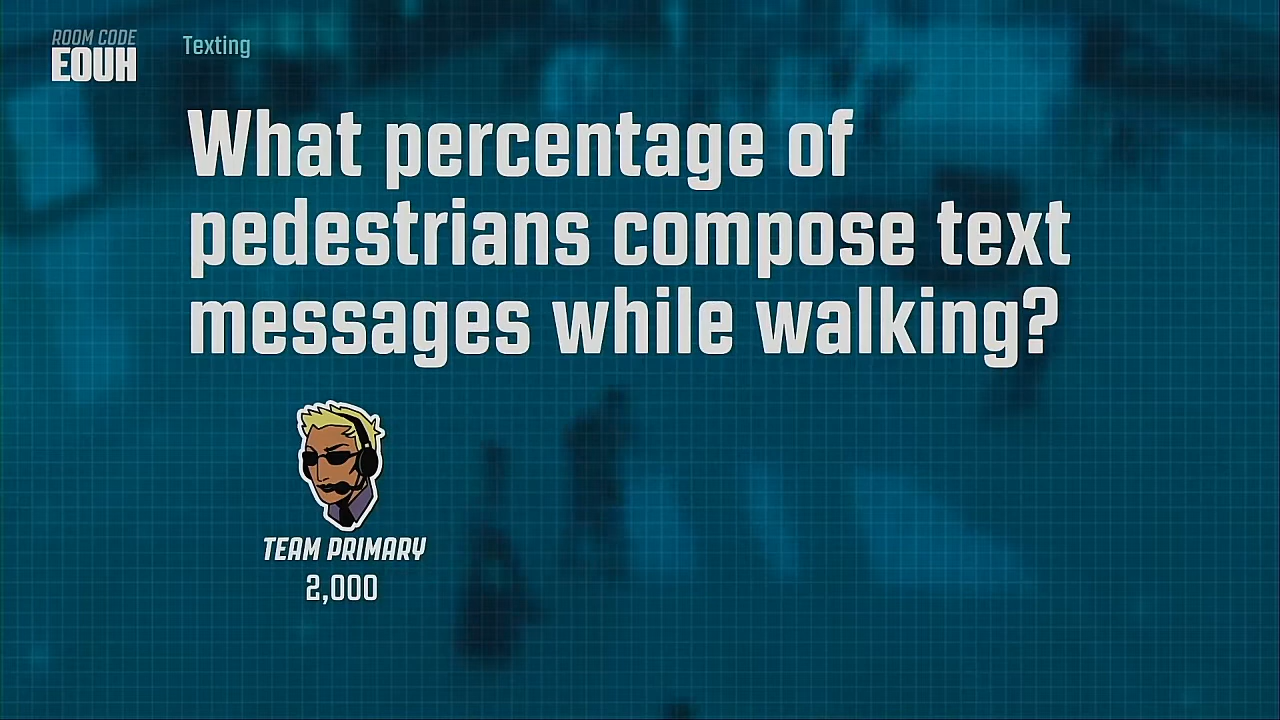 ROOM CODE
EOUH
Texting
What percentage of
pedestrians compose text
messages while walking?
TEAM PRIMARY
2,000